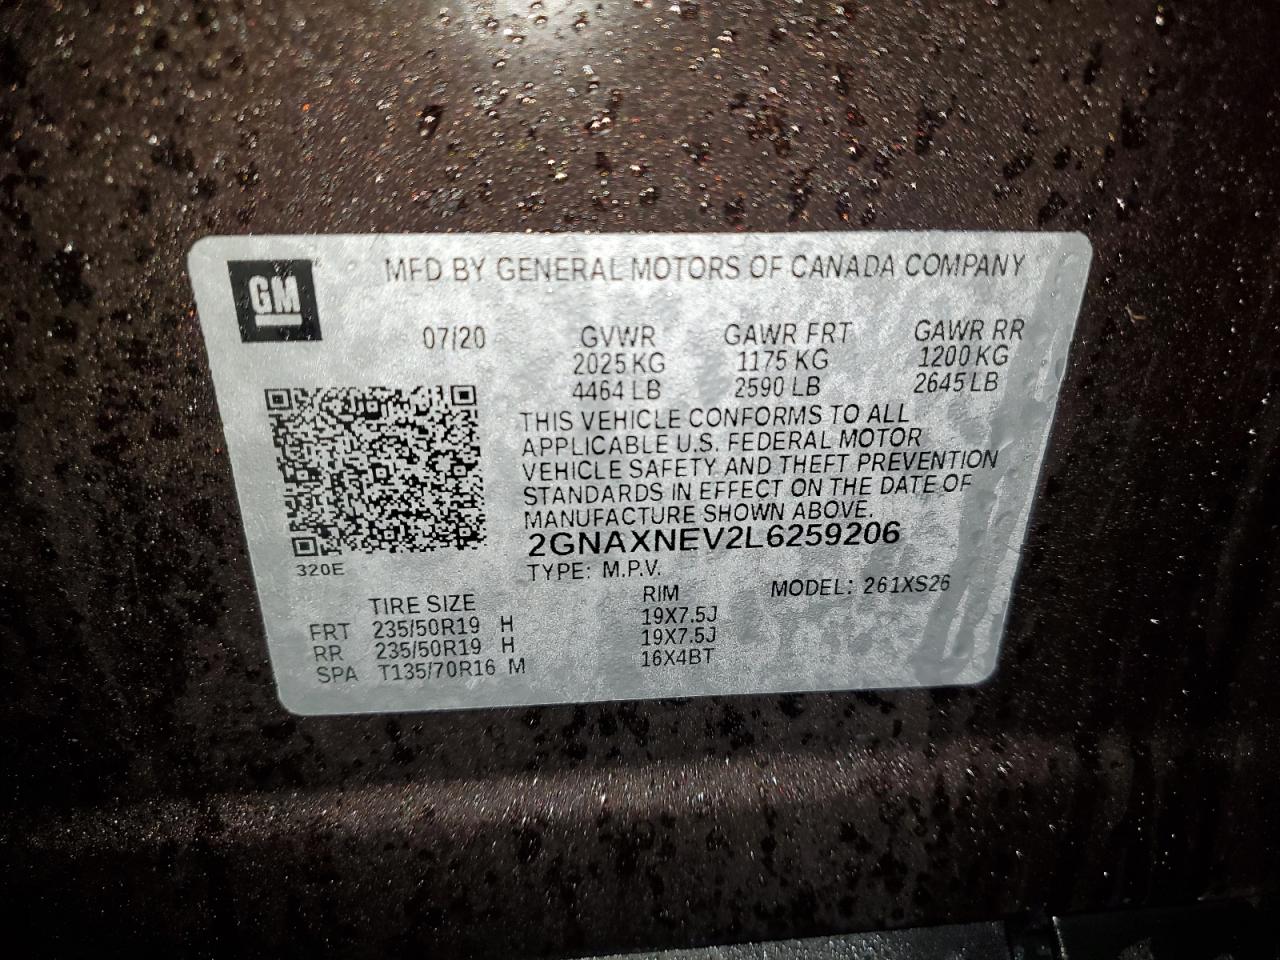 GM
MFD BY GENERAL MOTORS OF CANADA COMPANY
07/20 GVWR GAWR FRT GAWR RR
2025 KG 1175 KG 1200 KG
4464 LB 2590 LB 2645 LB
THIS VEHICLE CONFORMS TO ALL
APPLICABLE U.S. FEDERAL MOTOR
VEHICLE SAFETY AND THEFT PREVENTION
STANDARDS IN EFFECT ON THE DATE OF
MANUFACTURE SHOWN ABOVE.
2GNAXNEV2L6259206
320E
TYPE: M.P.V. MODEL: 261XS26
TIRE SIZE RIM
FRT 235/50R19 H 19X7.5J
RR 235/50R19 H 19X7.5J
SPA T135/70R16 M 16X4BT